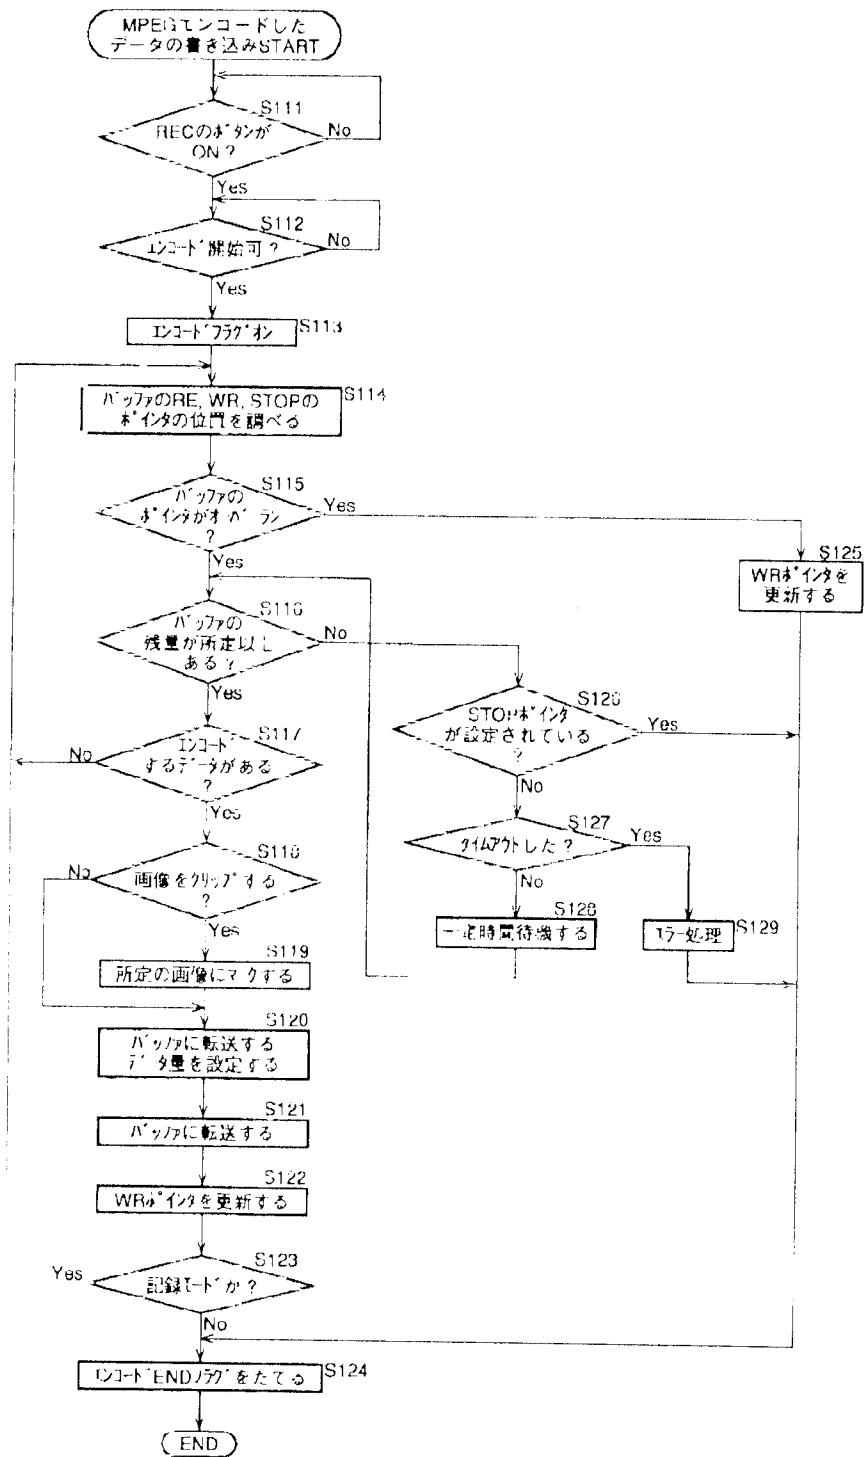 MPEGエンコードした
データの書き込みSTART
S111
RECのボタンが
ON?
No
Yes
S112
エンコード開始可?
No
Yes
エンコードフラグオン
S113
バッファのRE, WR, STOPの
ポインタの位置を調べる
S114
S115
バッファの
ポインタがオーバラン
?
Yes
Yes
S125
WRポインタを
更新する
S116
バッファの
残量が所定以上
ある?
No
Yes
S126
STOPポインタ
が設定されている
?
Yes
No
S117
エンコード
するデータがある
?
No
Yes
S127
タイムアウトした?
Yes
No
S118
画像をクリップする
?
No
Yes
S128
一定時間待機する
エラー処理
S129
S119
所定の画像にマークする
S120
バッファに転送する
データ量を設定する
S121
バッファに転送する
S122
WRポインタを更新する
S123
記録モードか?
Yes
No
エンコードENDフラグをたてる
S124
END